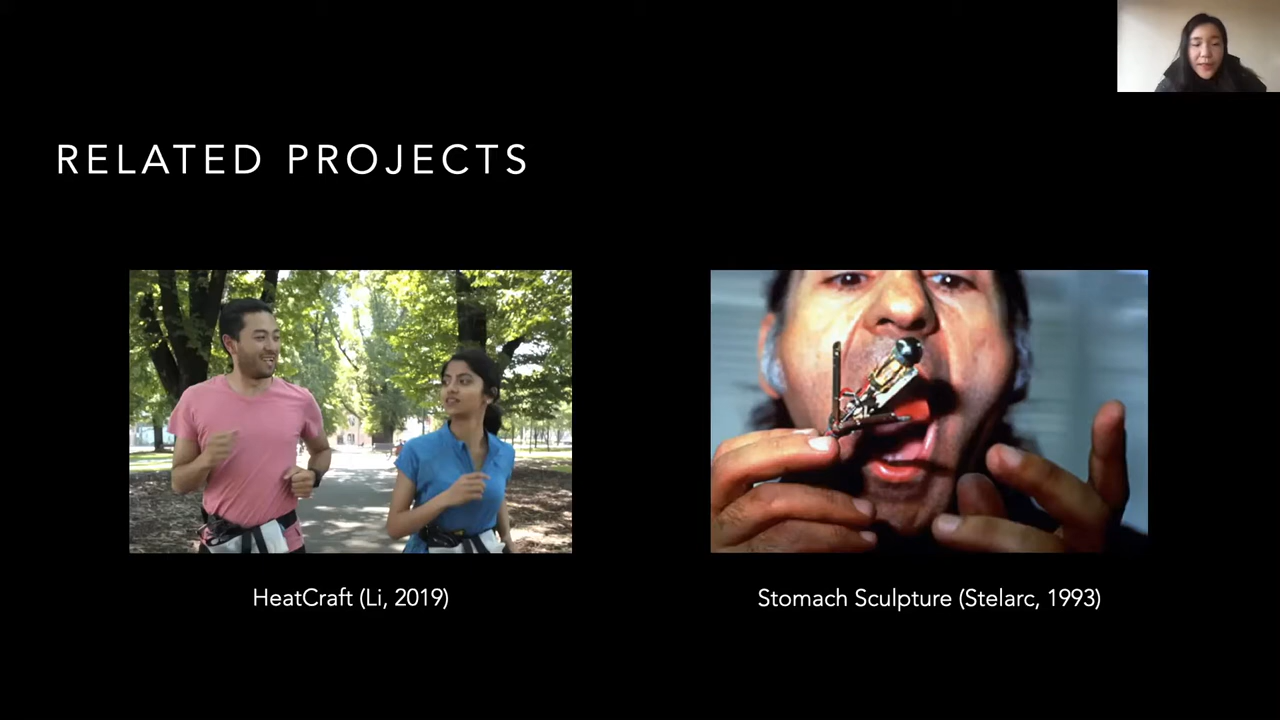 RELATED PROJECTS
HeatCraft (Li, 2019)
Stomach Sculpture (Stelarc, 1993)